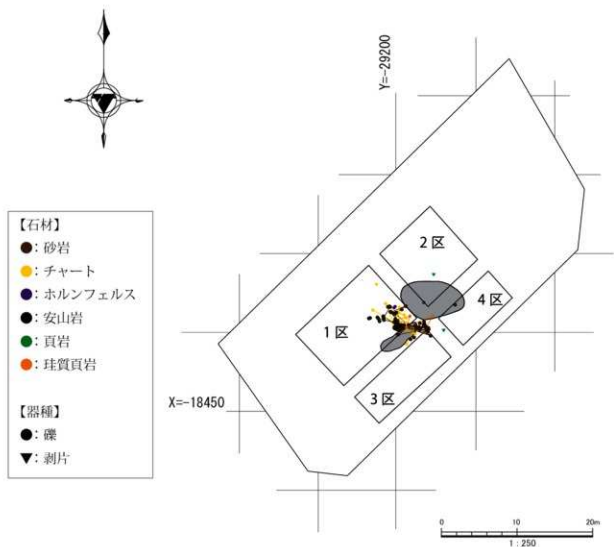 Y=-29200
2区
4区
1区
3区
X=-18450
【石材】
●：砂岩
●：チャート
●：ホルンフェルス
●：安山岩
●：頁岩
●：珪質頁岩
【器種】
●：礫
▼：剥片
0 10 20m
1：250